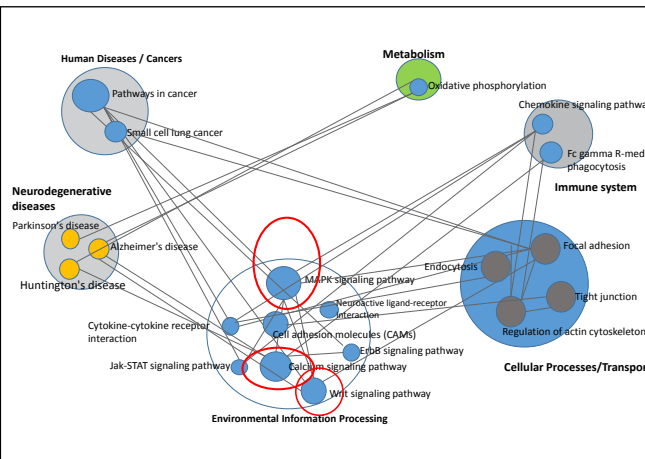 Human Diseases / Cancers
Pathways in cancer
Small cell lung cancer
Metabolism
Oxidative phosphorylation
Chemokine signaling pathwa
Fc gamma R-med
phagocytosis
Immune system
Neurodegenerative
diseases
Parkinson's disease
Alzheimer's disease
Huntington's disease
MAPK signaling pathway
Neuroactive ligand-receptor
interaction
Cytokine-cytokine receptor
interaction
Cell adhesion molecules (CAMs)
ErbB signaling pathway
Jak-STAT signaling pathway
Calcium signaling pathway
Wnt signaling pathway
Environmental Information Processing
Focal adhesion
Endocytosis
Tight junction
Regulation of actin cytoskeleton
Cellular Processes/Transpor